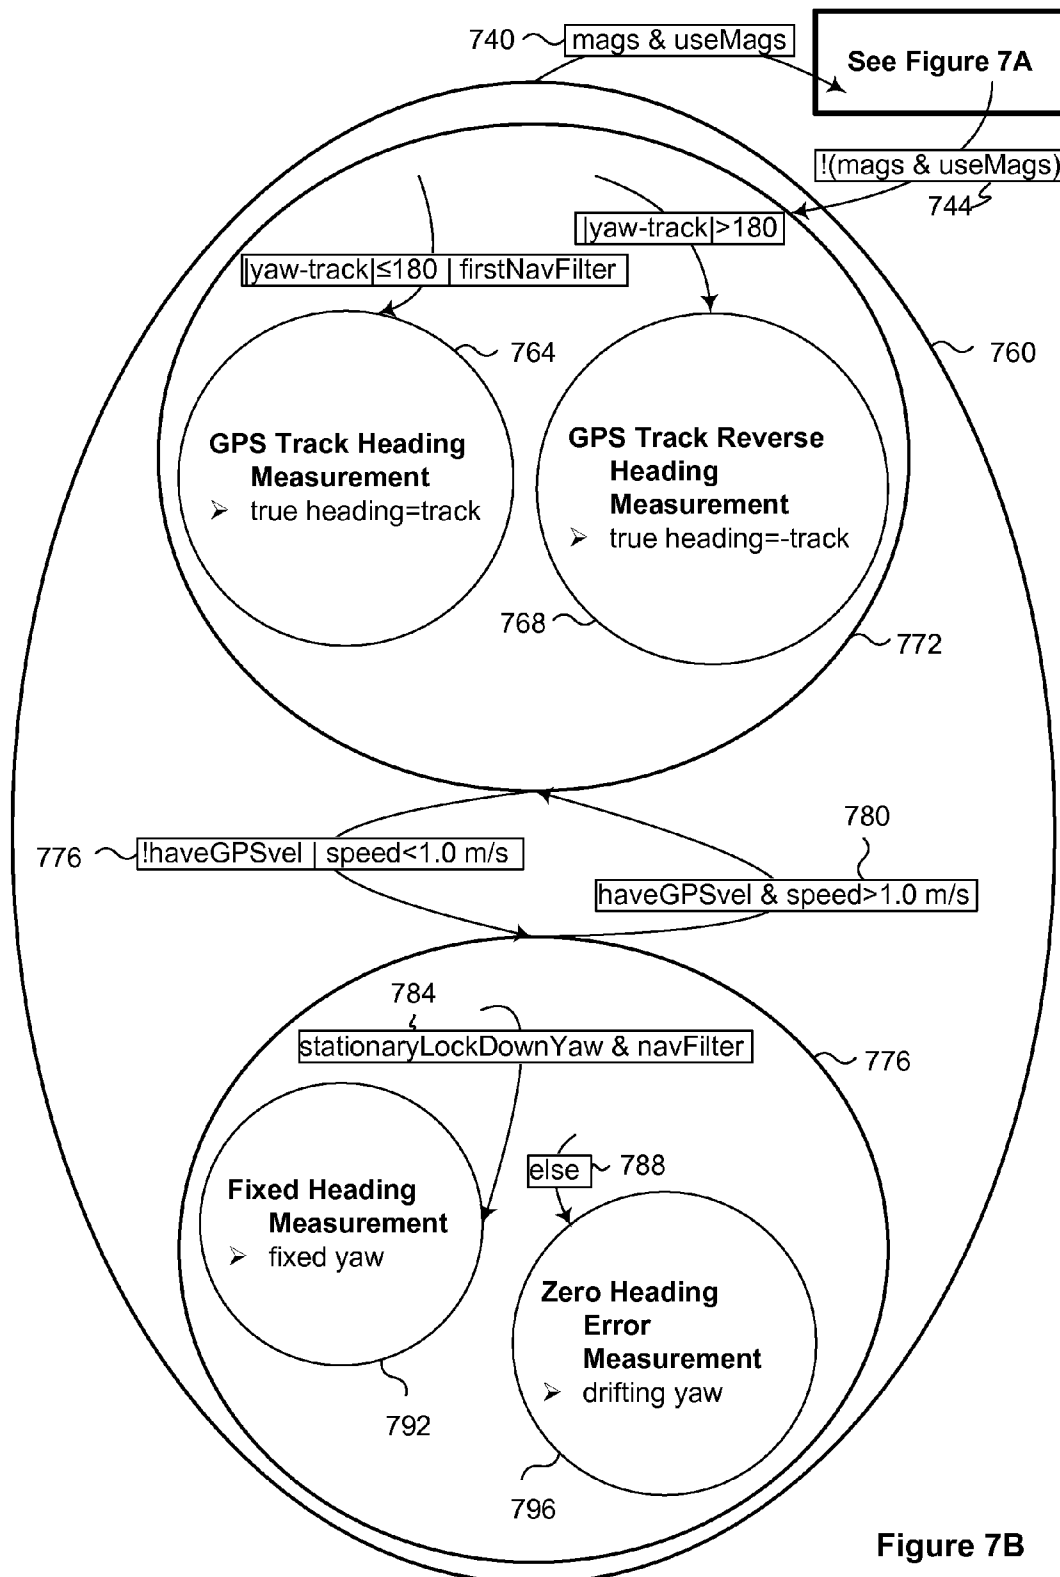 740
mags & useMags
See Figure 7A
!(mags & useMags)
744
|yaw-track|>180
|yaw-track|≤180 | firstNavFilter
764
760
GPS Track Heading
Measurement
➢ true heading=track
GPS Track Reverse
Heading
Measurement
➢ true heading=-track
768
772
780
776
!haveGPSvel | speed<1.0 m/s
haveGPSvel & speed>1.0 m/s
784
stationaryLockDownYaw & navFilter
776
else
788
Fixed Heading
Measurement
➢ fixed yaw
Zero Heading
Error
Measurement
➢ drifting yaw
792
796
Figure 7B